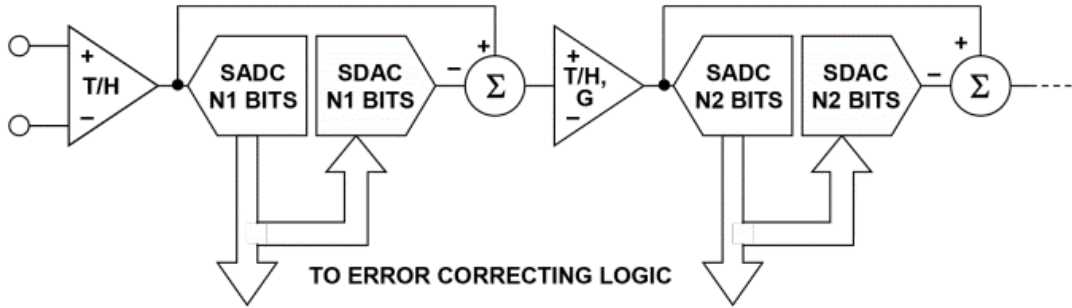 +
T/H
−
SADC
N1 BITS
SDAC
N1 BITS
+
−
Σ
+
T/H,
G
−
SADC
N2 BITS
SDAC
N2 BITS
+
−
Σ
TO ERROR CORRECTING LOGIC